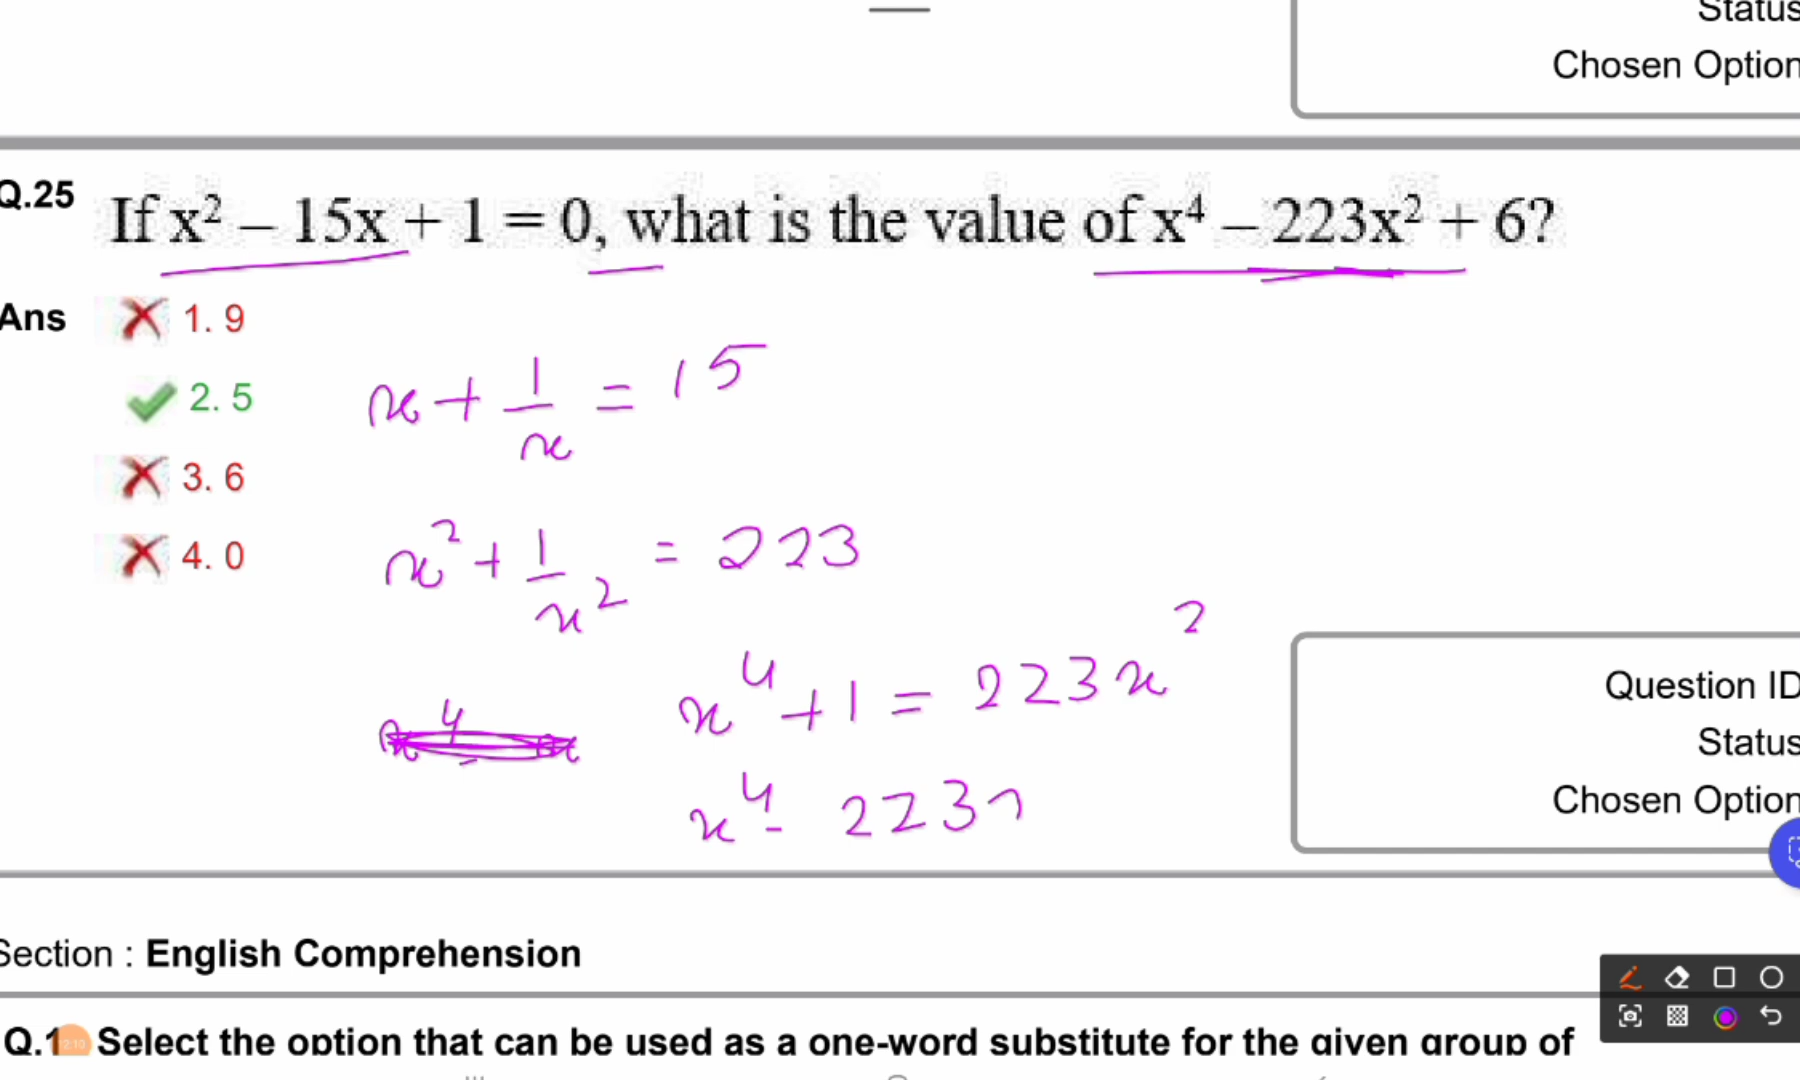 Status
Chosen Option
Q.25 If x² – 15x + 1 = 0, what is the value of x⁴ – 223x² + 6?
Ans 1. 9
2. 5
3. 6
4. 0
x + 1/x = 15
x² + 1/x² = 223
x⁴ + 1 = 223x²
x⁴ - 223
Question ID
Status
Chosen Option
Section : English Comprehension
Q.1 Select the option that can be used as a one-word substitute for the given group of